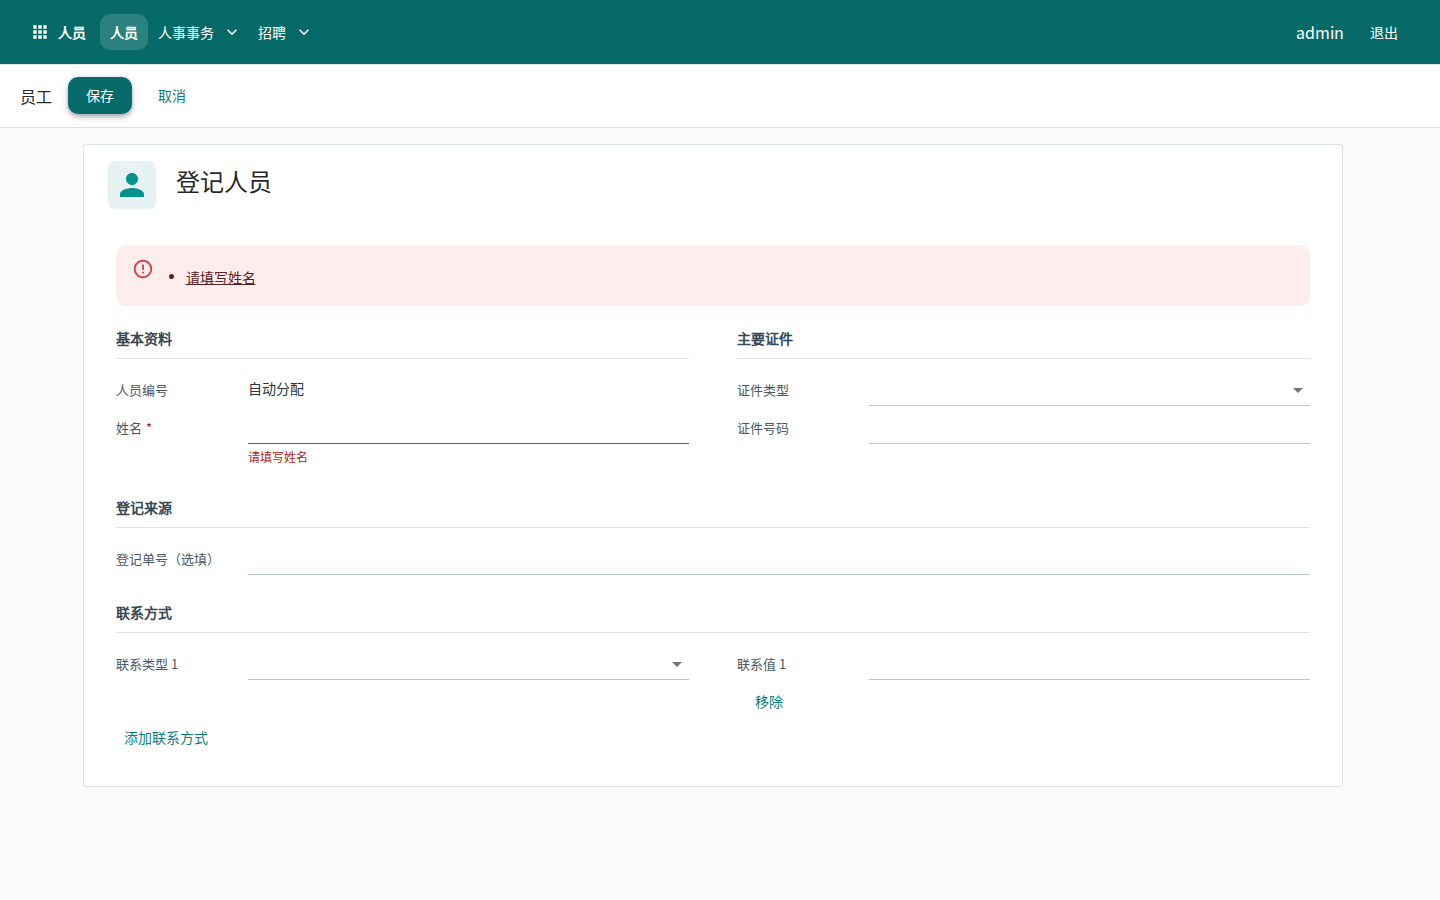 人员 人员 人事事务 招聘 admin 退出
员工 保存 取消
登记人员
请填写姓名
基本资料 主要证件
人员编号 自动分配 证件类型
姓名 * 证件号码
请填写姓名
登记来源
登记单号（选填）
联系方式
联系类型 1 联系值 1
移除
添加联系方式